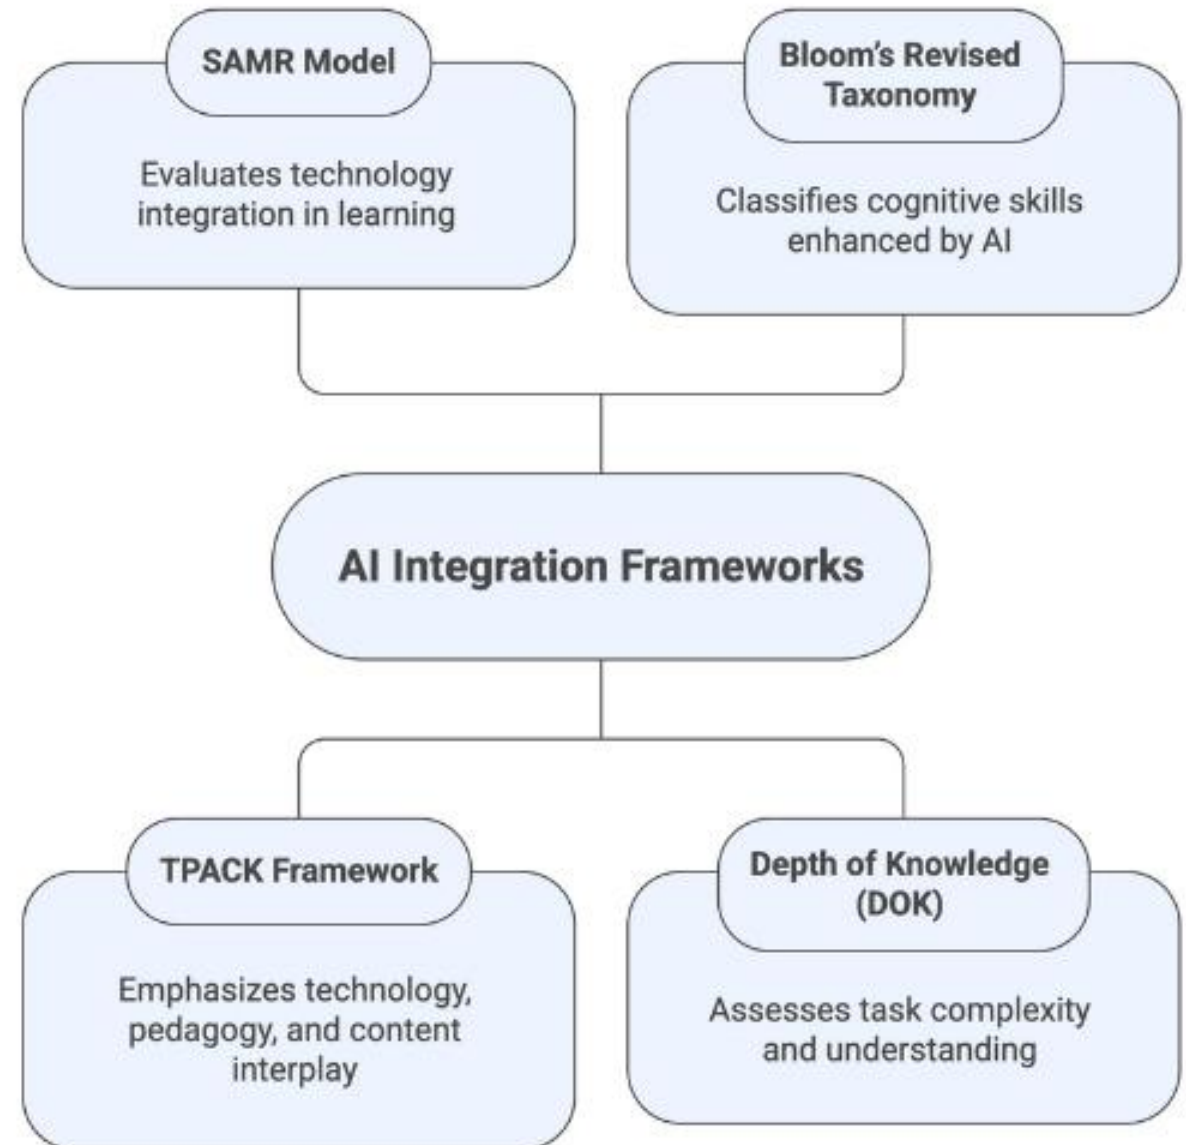 SAMR Model
Evaluates technology
integration in learning
Bloom's Revised
Taxonomy
Classifies cognitive skills
enhanced by AI
AI Integration Frameworks
TPACK Framework
Emphasizes technology,
pedagogy, and content
interplay
Depth of Knowledge
(DOK)
Assesses task complexity
and understanding